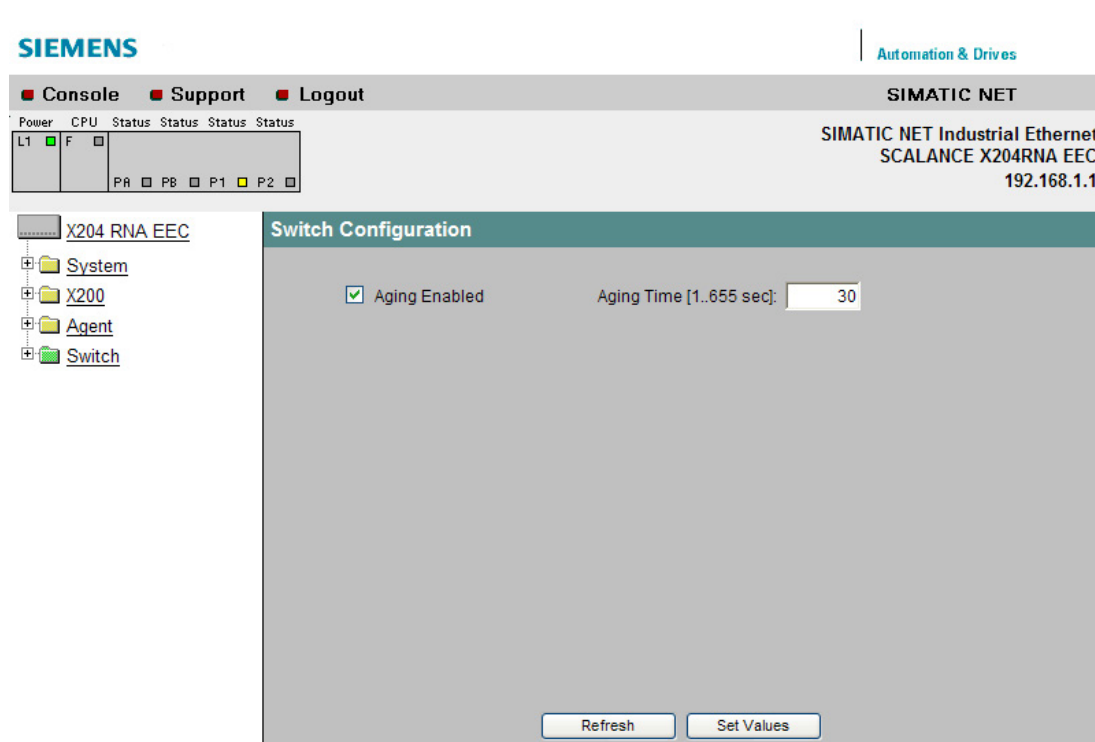 SIEMENS
Automation & Drives
Console Support Logout
SIMATIC NET
Power CPU Status Status Status Status
L1 F
PA PB P1 P2
SIMATIC NET Industrial Ethernet
SCALANCE X204RNA EEC
192.168.1.1
X204 RNA EEC
System
X200
Agent
Switch
Switch Configuration
Aging Enabled Aging Time [1..655 sec]: 30
Refresh Set Values